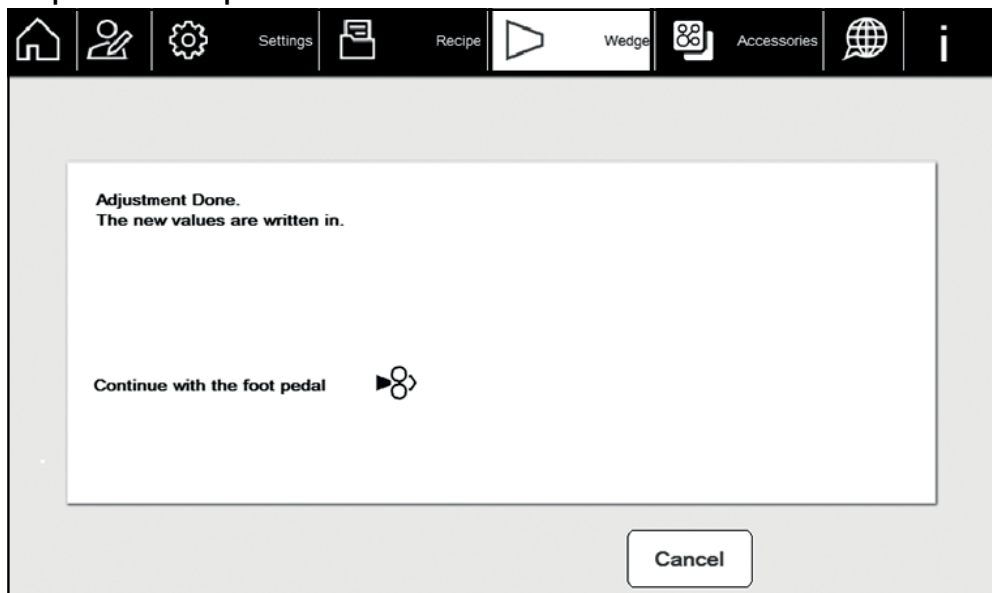 Settings
Recipe
Wedge
Accessories
i
Adjustment Done.
The new values are written in.
Continue with the foot pedal
Cancel